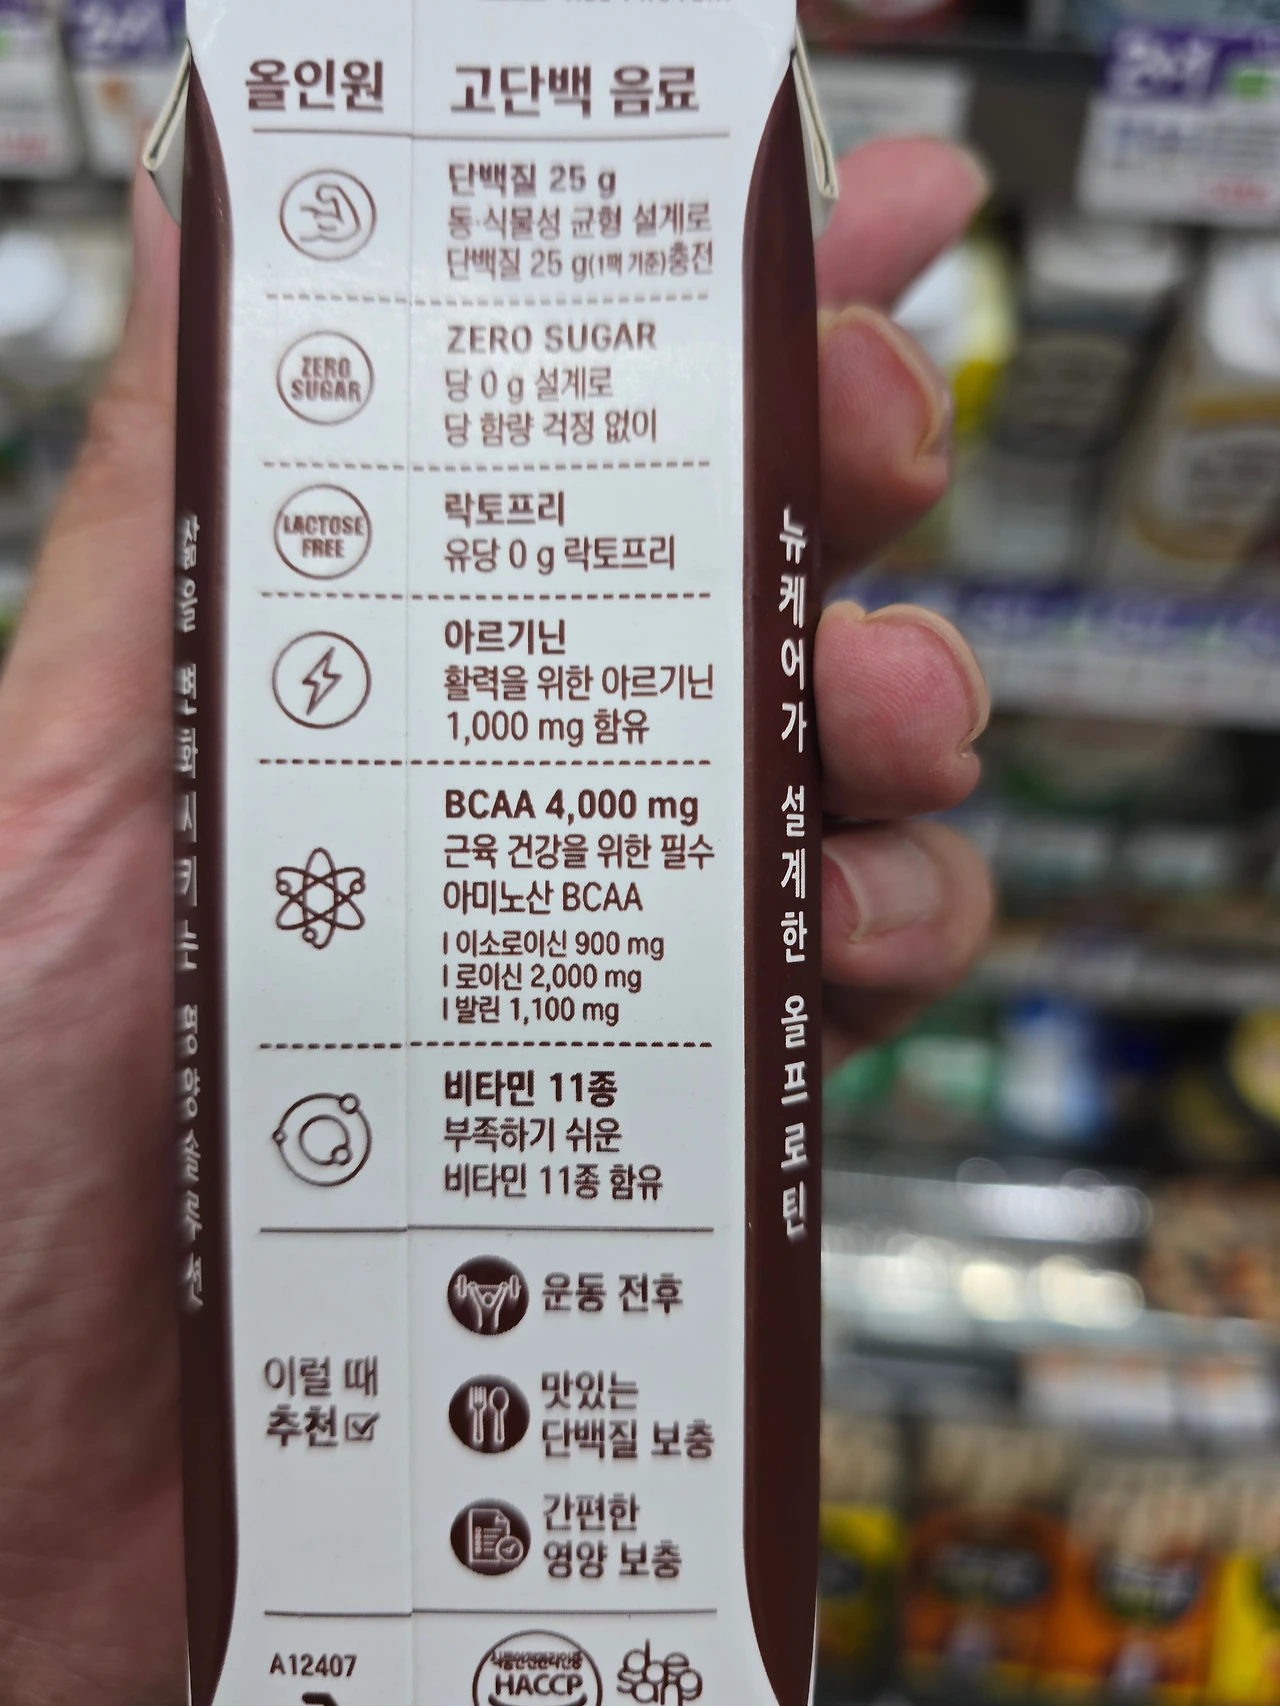 올인원 고단백 음료
단백질 25 g
동·식물성 균형 설계로
단백질 25 g(1팩 기준)충전
ZERO
SUGAR
ZERO SUGAR
당 0 g 설계로
당 함량 걱정 없이
LACTOSE
FREE
락토프리
유당 0 g 락토프리
아르기닌
활력을 위한 아르기닌
1,000 mg 함유
BCAA 4,000 mg
근육 건강을 위한 필수
아미노산 BCAA
I 이소로이신 900 mg
I 로이신 2,000 mg
I 발린 1,100 mg
비타민 11종
부족하기 쉬운
비타민 11종 함유
이럴 때
추천
운동 전후
맛있는
단백질 보충
간편한
영양 보충
A12407
식품안전관리인증
HACCP
삶을 변화시키는 영양솔루션
뉴케어가 설계한 올프로틴